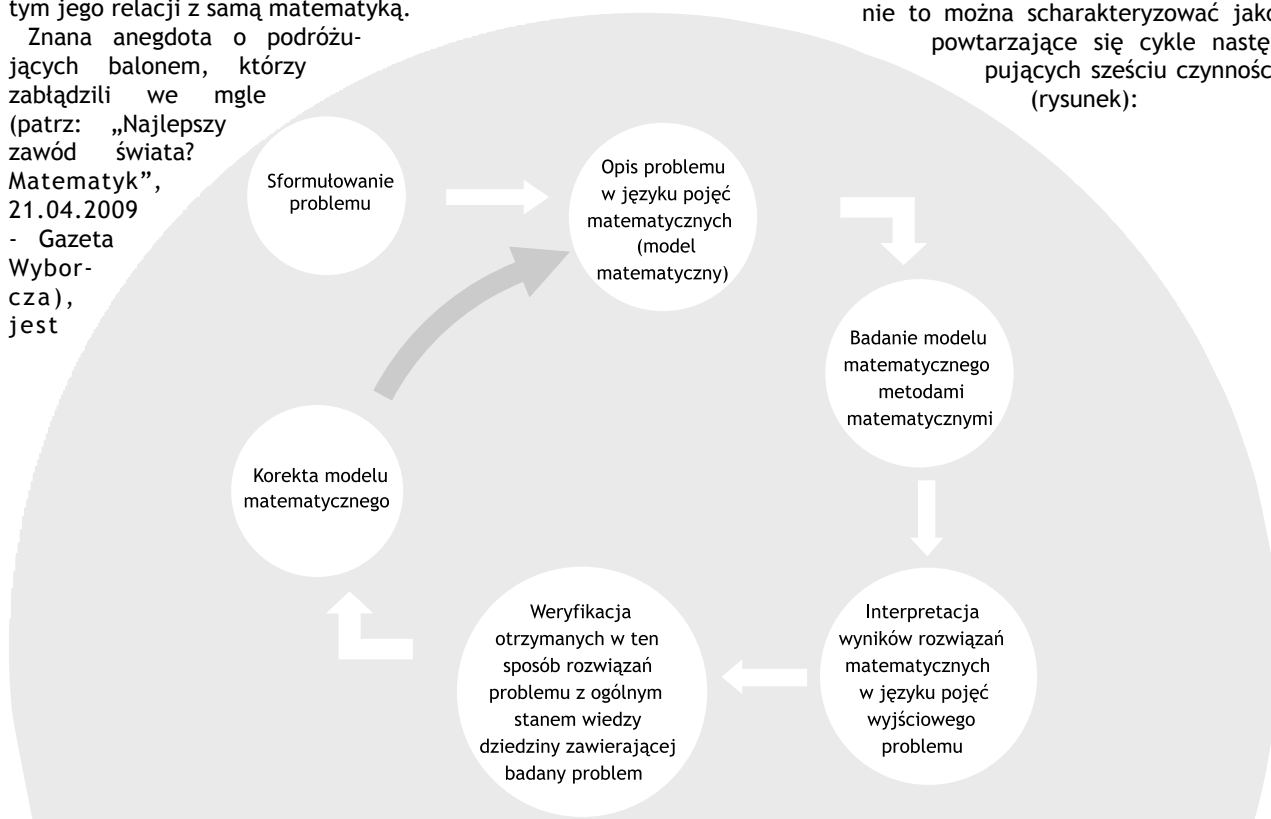 tym jego relacji z samą matematyką.
Znana anegdota o podróżu-
jących balonem, którzy
zabłądzili we mgle
(patrz: „Najlepszy
zawód świata?
Matematyk”,
21.04.2009
- Gazeta
Wybor-
cza),
jest
nie to można scharakteryzować jako
powtarzające się cykle nastę-
pujących sześciu czynności
(rysunek):
Sformułowanie
problemu
Opis problemu
w języku pojęć
matematycznych
(model
matematyczny)
Badanie modelu
matematycznego
metodami
matematycznymi
Interpretacja
wyników rozwiązań
matematycznych
w języku pojęć
wyjściowego
problemu
Weryfikacja
otrzymanych w ten
sposób rozwiązań
problemu z ogólnym
stanem wiedzy
dziedziny zawierającej
badany problem
Korekta modelu
matematycznego